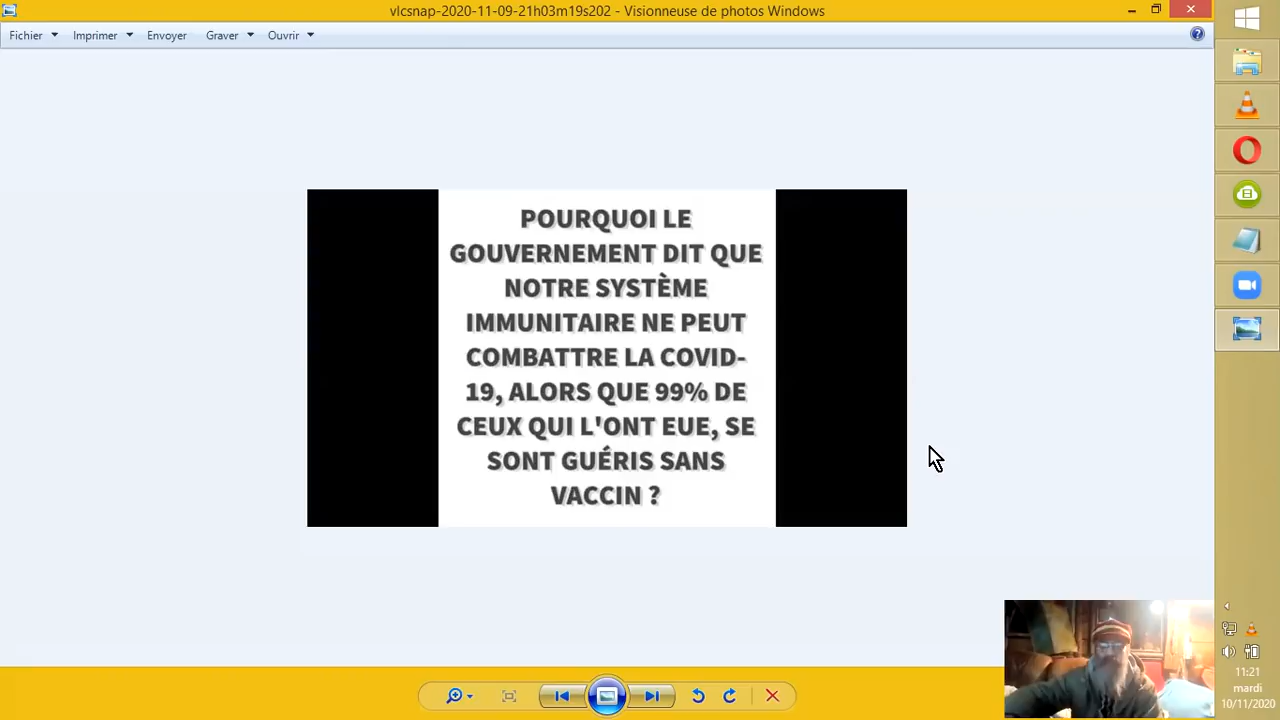 vlcsnap-2020-11-09-21h03m19s202 - Visionneuse de photos Windows
Fichier Imprimer Envoyer Graver Ouvrir
POURQUOI LE
GOUVERNEMENT DIT QUE
NOTRE SYSTÈME
IMMUNITAIRE NE PEUT
COMBATTRE LA COVID-
19, ALORS QUE 99% DE
CEUX QUI L'ONT EUE, SE
SONT GUÉRIS SANS
VACCIN ?
11:21
mardi
10/11/2020